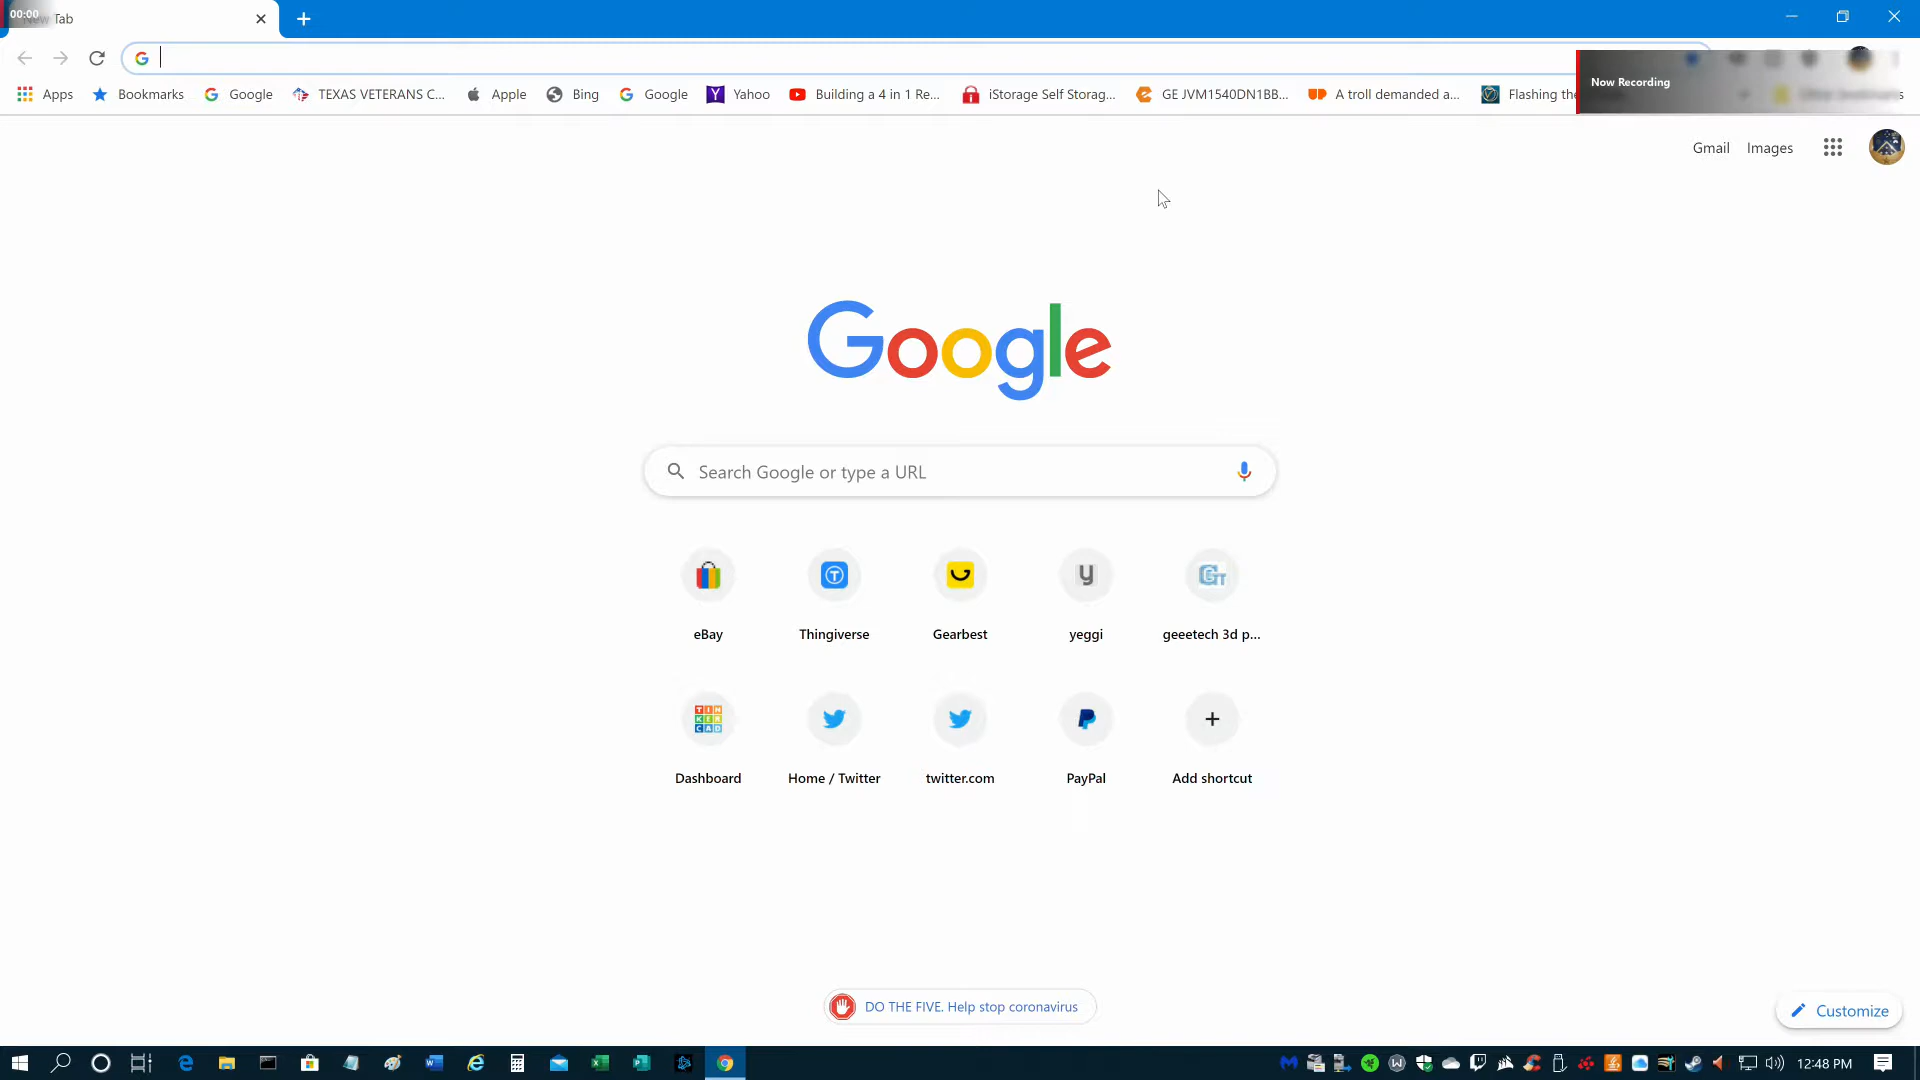 00:00
New Tab
Apps
Bookmarks
Google
TEXAS VETERANS C...
Apple
Bing
Google
Yahoo
Building a 4 in 1 Re...
iStorage Self Storag...
GE JVM1540DN1BB...
A troll demanded a...
Flashing the
Now Recording
Gmail
Images
Google
Search Google or type a URL
eBay
Thingiverse
Gearbest
yeggi
geeetech 3d p...
Dashboard
Home / Twitter
twitter.com
PayPal
Add shortcut
DO THE FIVE. Help stop coronavirus
Customize
12:48 PM